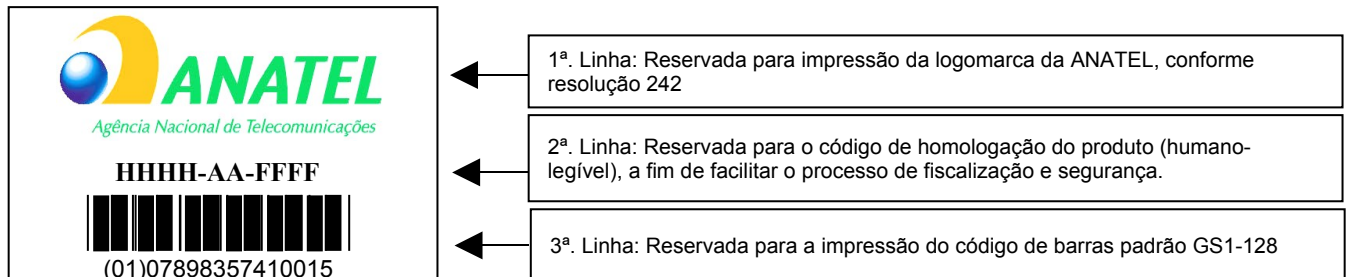 ANATEL
Agência Nacional de Telecomunicações
HHHH-AA-FFFF
(01)07898357410015
1ª. Linha: Reservada para impressão da logomarca da ANATEL, conforme
resolução 242
2ª. Linha: Reservada para o código de homologação do produto (humano-
legível), a fim de facilitar o processo de fiscalização e segurança.
3ª. Linha: Reservada para a impressão do código de barras padrão GS1-128